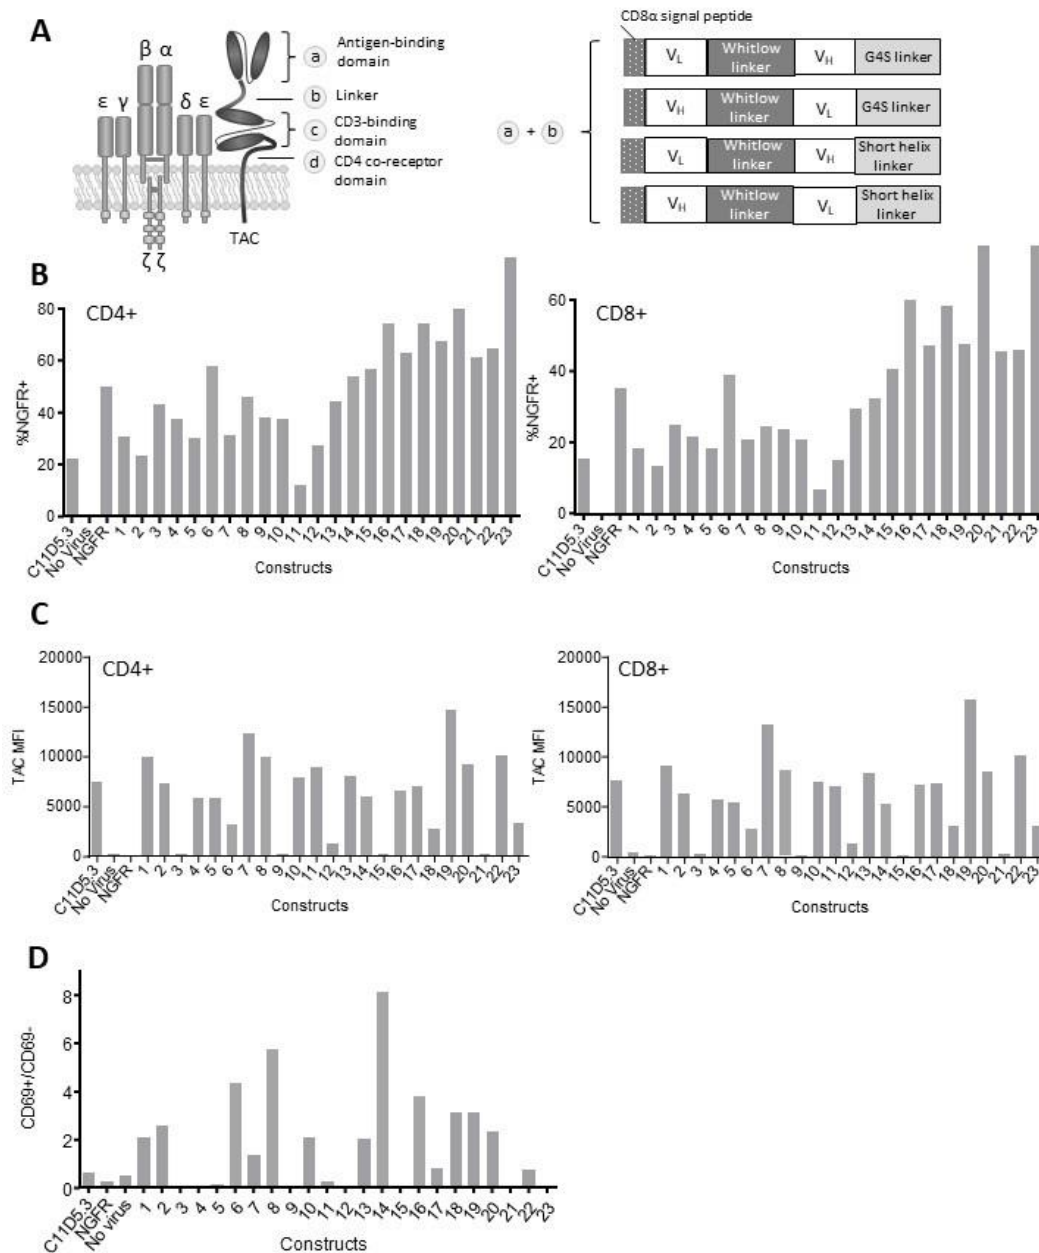 A
β α
ε γ
δ ε
ζ ζ
a
Antigen-binding
domain
b
Linker
c
CD3-binding
domain
d
CD4 co-receptor
domain
TAC
a + b
CD8α signal peptide
VL
Whitlow
linker
VH
G4S linker
VH
Whitlow
linker
VL
G4S linker
VL
Whitlow
linker
VH
Short helix
linker
VH
Whitlow
linker
VL
Short helix
linker
B
CD4+
%NGFR+
80
60
40
20
0
C11D5.3 No Virus NGFR 1 2 3 4 5 6 7 8 9 10 11 12 13 14 15 16 17 18 19 20 21 22 23
Constructs
CD8+
%NGFR+
60
40
20
0
C11D5.3 No Virus NGFR 1 2 3 4 5 6 7 8 9 10 11 12 13 14 15 16 17 18 19 20 21 22 23
Constructs
C
CD4+
TAC MFI
20000
15000
10000
5000
0
C11D5.3 No Virus NGFR 1 2 3 4 5 6 7 8 9 10 11 12 13 14 15 16 17 18 19 20 21 22 23
Constructs
CD8+
TAC MFI
20000
15000
10000
5000
0
C11D5.3 No Virus NGFR 1 2 3 4 5 6 7 8 9 10 11 12 13 14 15 16 17 18 19 20 21 22 23
Constructs
D
CD69+/CD69-
8
6
4
2
0
C11D5.3 NGFR No virus 1 2 3 4 5 6 7 8 9 10 11 12 13 14 15 16 17 18 19 20 21 22 23
Constructs